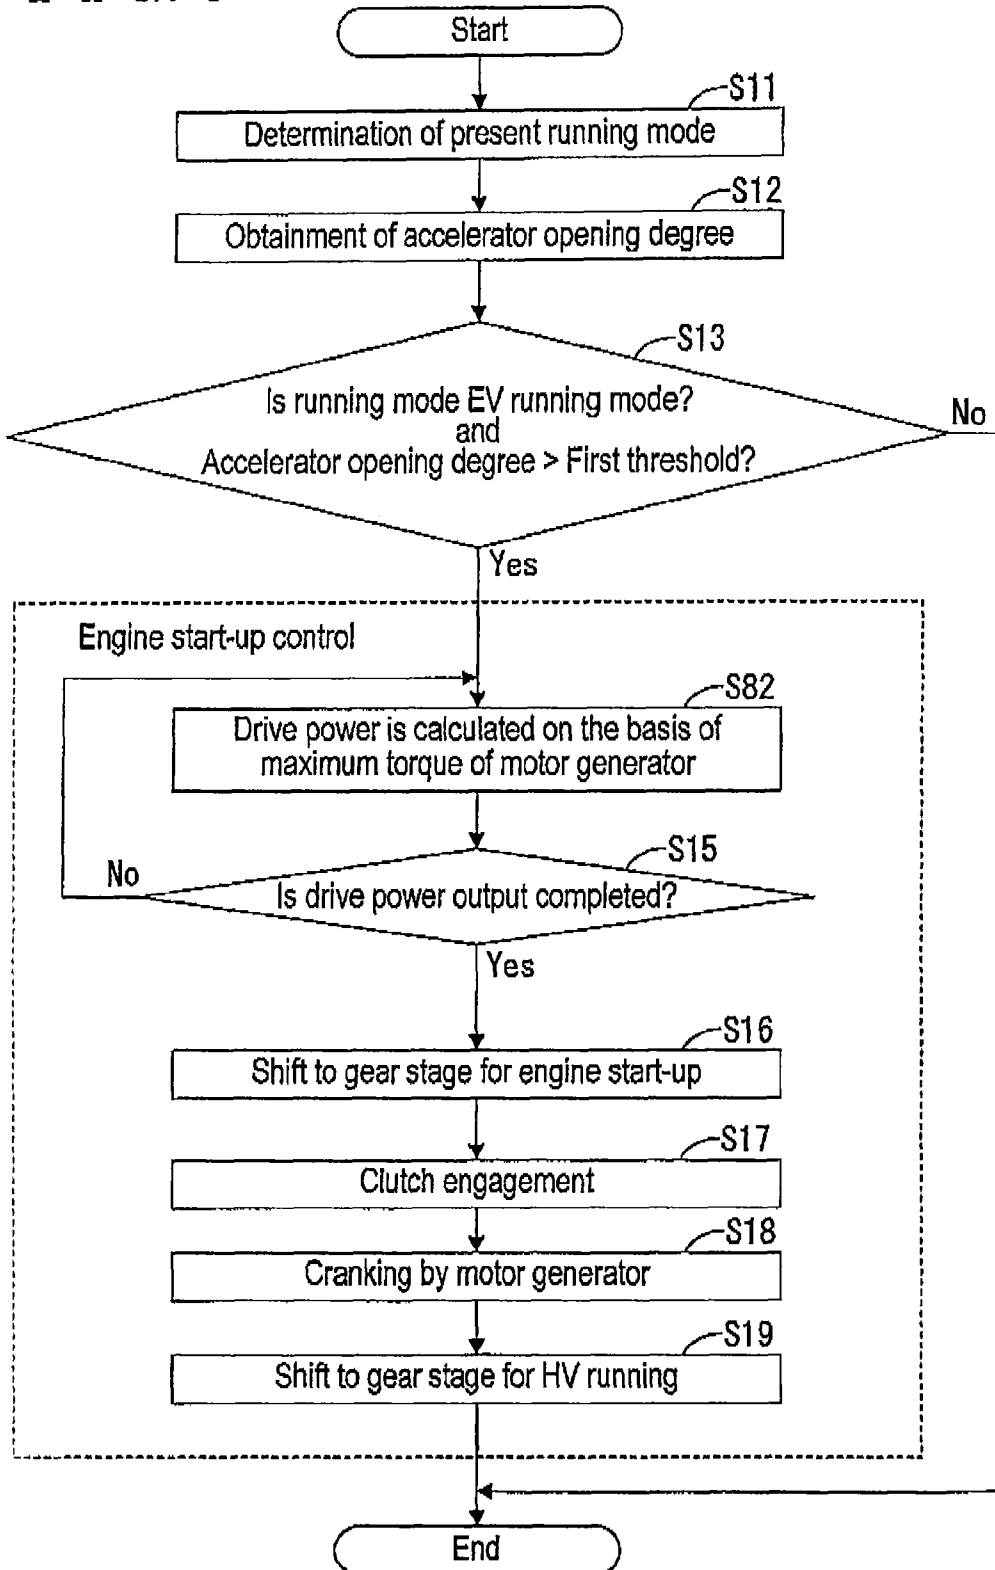 Start
S11
Determination of present running mode
S12
Obtainment of accelerator opening degree
S13
Is running mode EV running mode?
and
Accelerator opening degree > First threshold?
No
Yes
Engine start-up control
S82
Drive power is calculated on the basis of
maximum torque of motor generator
S15
No
Is drive power output completed?
Yes
S16
Shift to gear stage for engine start-up
S17
Clutch engagement
S18
Cranking by motor generator
S19
Shift to gear stage for HV running
End